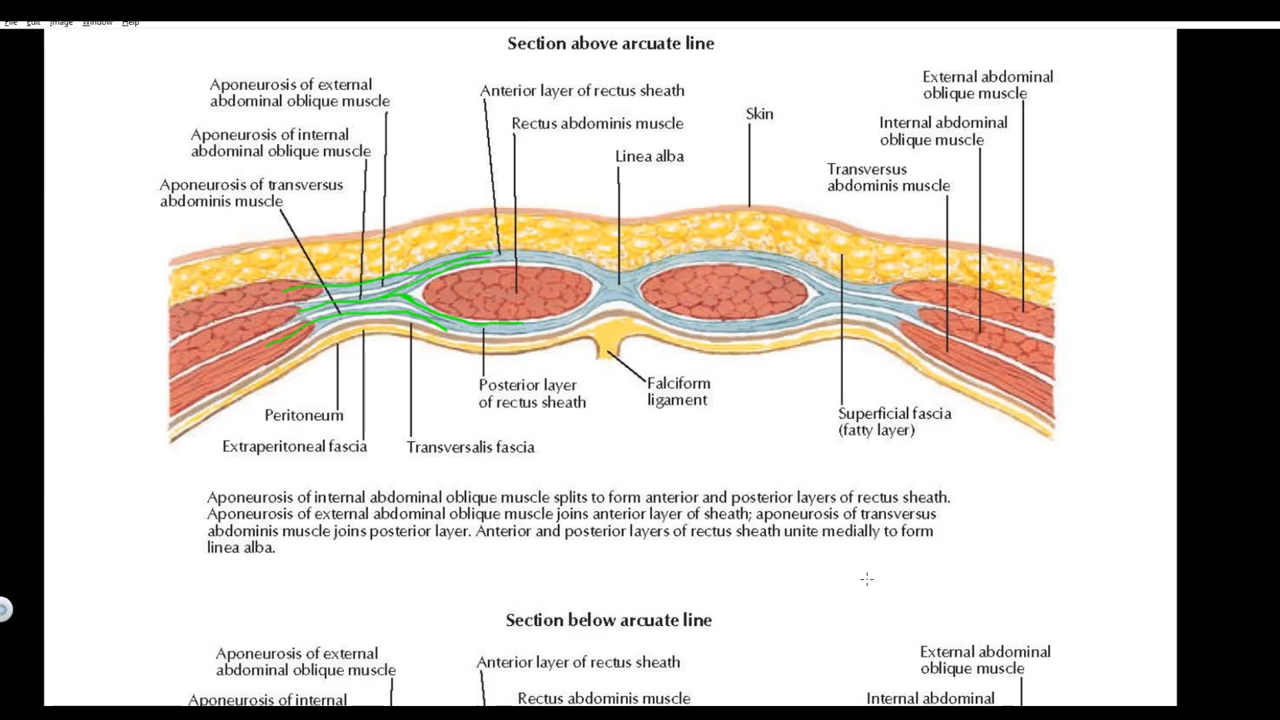 File Edit Image Window Help
Section above arcuate line
Aponeurosis of external
abdominal oblique muscle
Aponeurosis of internal
abdominal oblique muscle
Aponeurosis of transversus
abdominis muscle
Anterior layer of rectus sheath
Rectus abdominis muscle
Linea alba
Skin
External abdominal
oblique muscle
Internal abdominal
oblique muscle
Transversus
abdominis muscle
Peritoneum
Extraperitoneal fascia
Transversalis fascia
Posterior layer
of rectus sheath
Falciform
ligament
Superficial fascia
(fatty layer)
Aponeurosis of internal abdominal oblique muscle splits to form anterior and posterior layers of rectus sheath.
Aponeurosis of external abdominal oblique muscle joins anterior layer of sheath; aponeurosis of transversus
abdominis muscle joins posterior layer. Anterior and posterior layers of rectus sheath unite medially to form
linea alba.
Section below arcuate line
Aponeurosis of external
abdominal oblique muscle
Aponeurosis of internal
Anterior layer of rectus sheath
Rectus abdominis muscle
External abdominal
oblique muscle
Internal abdominal